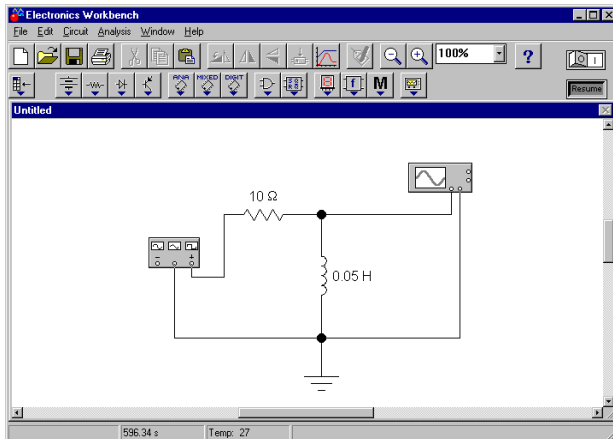 Electronics Workbench
File Edit Circuit Analysis Window Help
100%
?
ANA MIXED DIGIT
M
Resume
Untitled
10 Ω
0.05 H
596.34 s Temp: 27